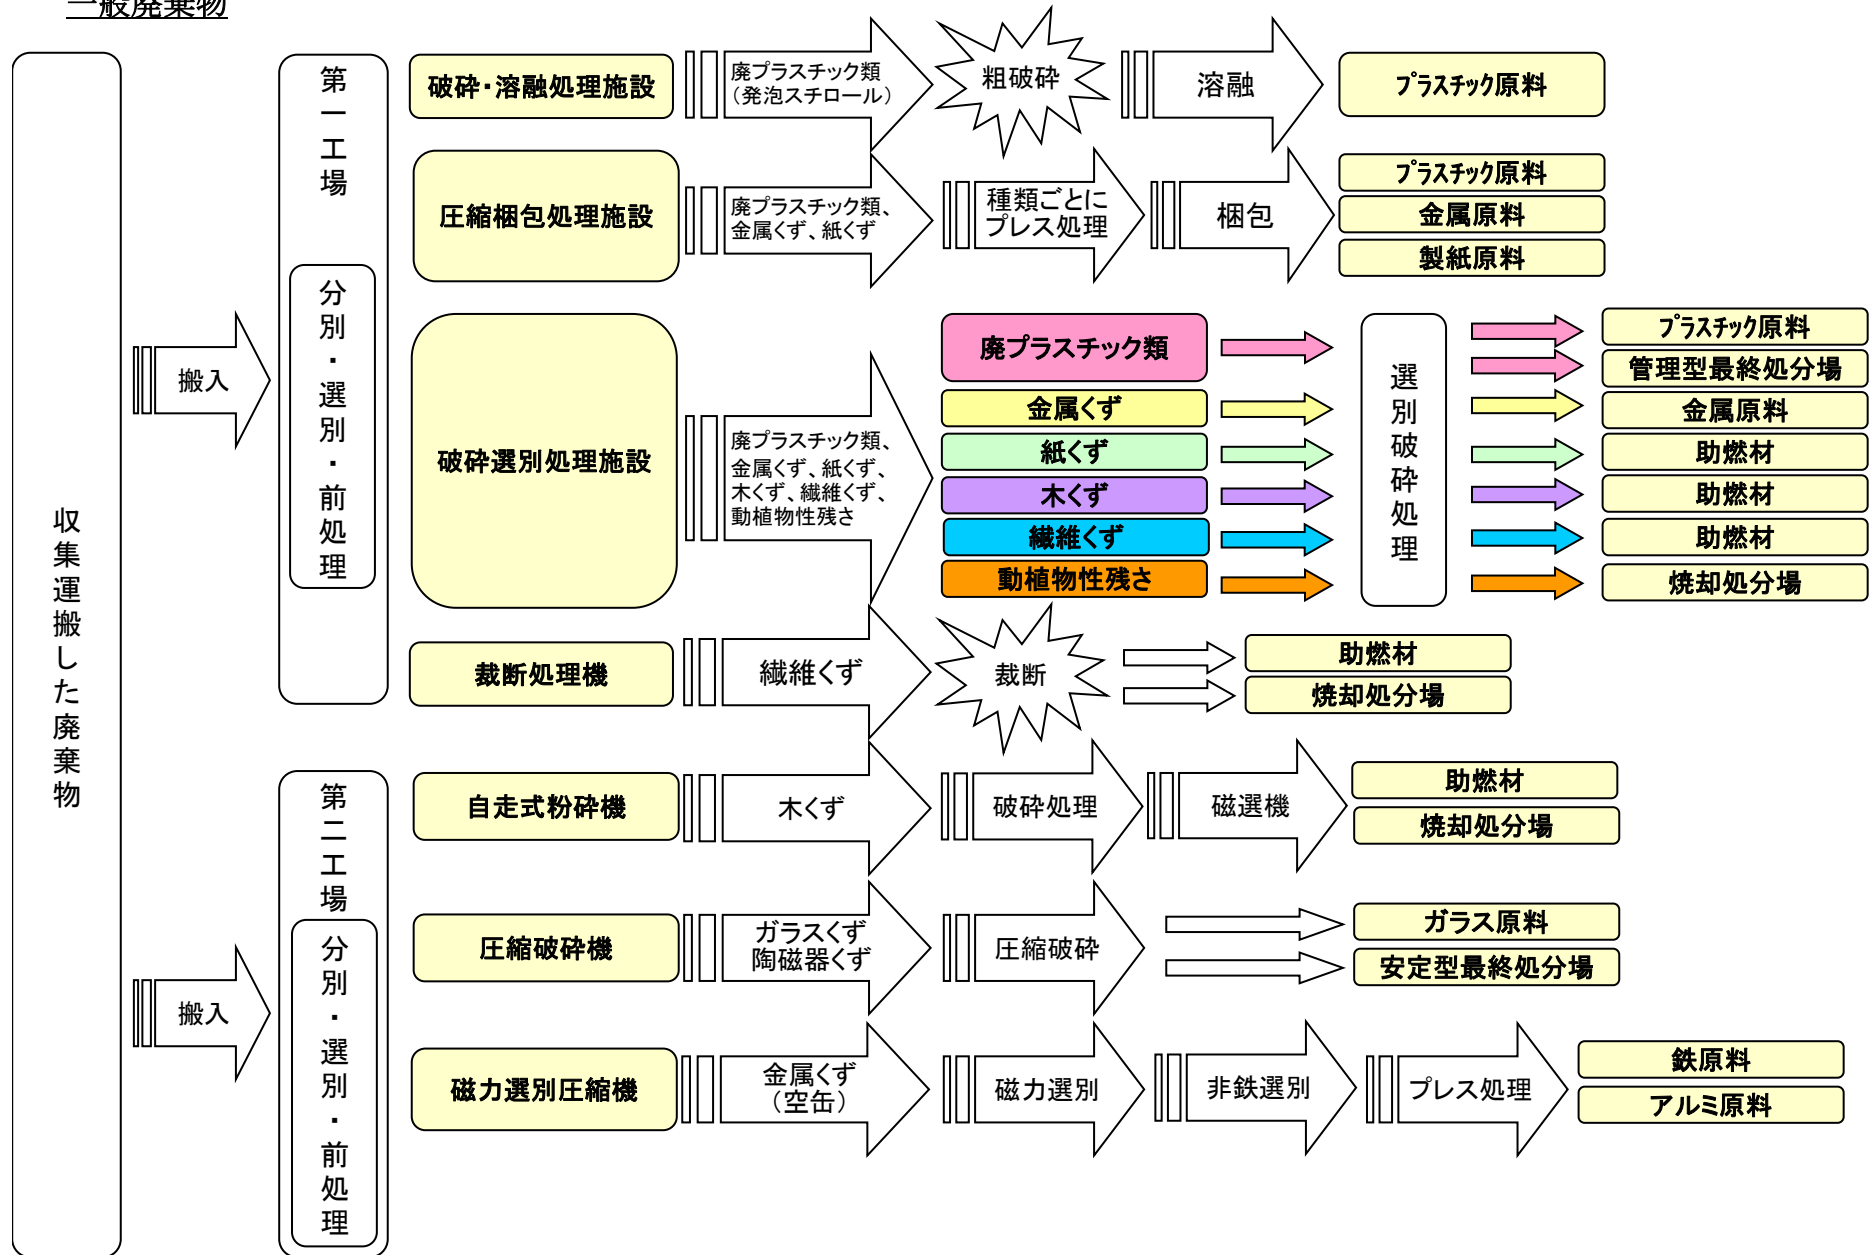 一般廃棄物
収集運搬した廃棄物
搬入
第一工場
分別・選別・前処理
破砕・溶融処理施設
廃プラスチック類
（発泡スチロール）
粗破砕
溶融
プラスチック原料
圧縮梱包処理施設
廃プラスチック類、
金属くず、紙くず
種類ごとに
プレス処理
梱包
プラスチック原料
金属原料
製紙原料
破砕選別処理施設
廃プラスチック類、
金属くず、紙くず、
木くず、繊維くず、
動植物性残さ
廃プラスチック類
金属くず
紙くず
木くず
繊維くず
動植物性残さ
選別破砕処理
プラスチック原料
管理型最終処分場
金属原料
助燃材
助燃材
助燃材
焼却処分場
裁断処理機
繊維くず
裁断
助燃材
焼却処分場
搬入
第二工場
分別・選別・前処理
自走式粉砕機
木くず
破砕処理
磁選機
助燃材
焼却処分場
圧縮破砕機
ガラスくず
陶磁器くず
圧縮破砕
ガラス原料
安定型最終処分場
磁力選別圧縮機
金属くず
（空缶）
磁力選別
非鉄選別
プレス処理
鉄原料
アルミ原料